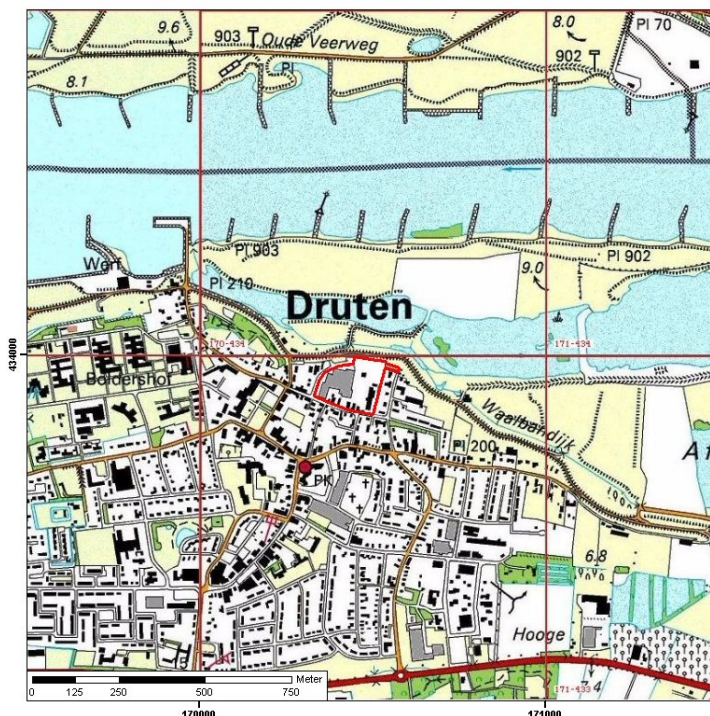 9.6
903
Oude Veerweg
8.0
Pl 70
902
Pl
8.1
Pl 903
Pl 902
Werf
Pl 210
9.0
Druten
434000
170-434
171-434
Boldershof
Waalbandijk
Pl 200
PK
6.8
Hooge
Meter
0 125 250 500 750
171-433
7.4
170000
171000